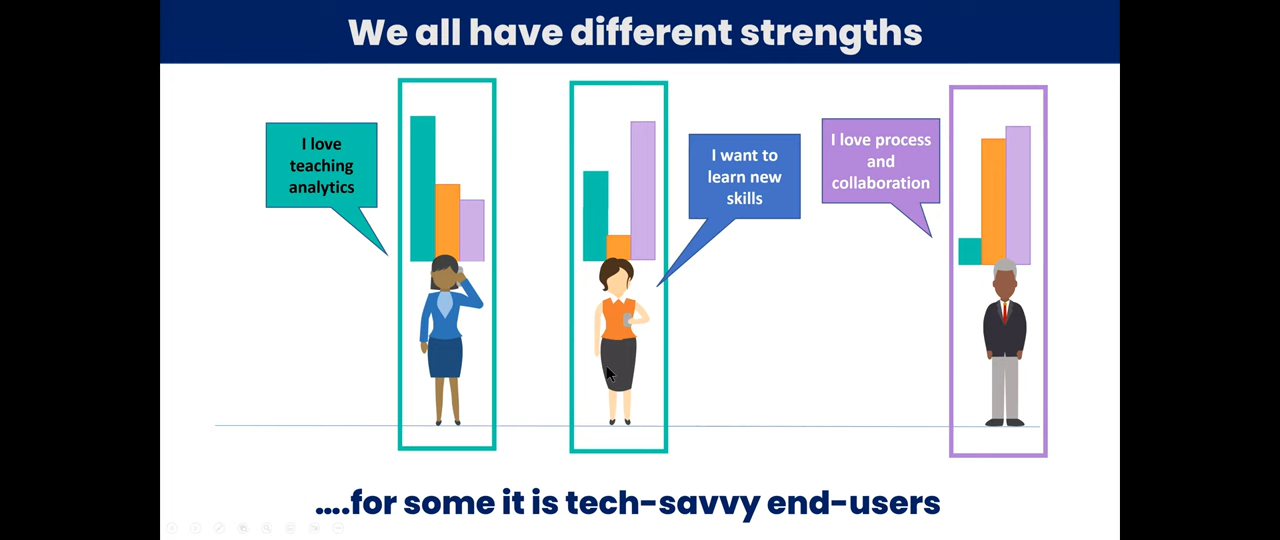 We all have different strengths
I love
teaching
analytics
I want to
learn new
skills
I love process
and
collaboration
....for some it is tech-savvy end-users